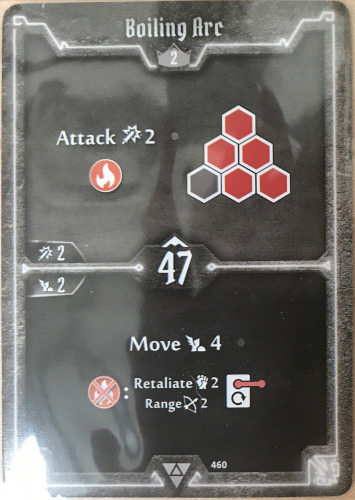 Boiling Arc
2
Attack 2
2
47
2
Move 4
: Retaliate 2
Range 2
460